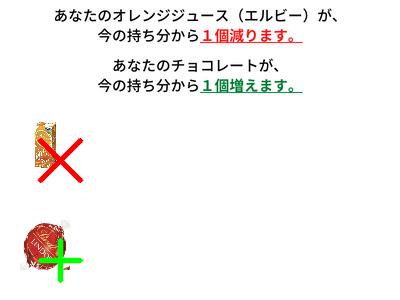 あなたのオレンジジュース（エルビー）が、
今の持ち分から１個減ります。
あなたのチョコレートが、
今の持ち分から１個増えます。
LINDT